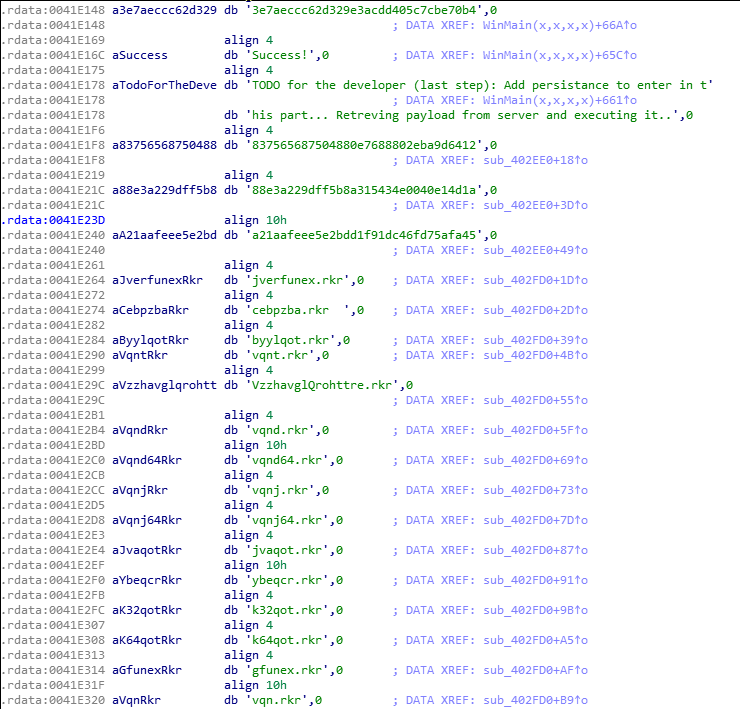 .rdata:0041E148 a3e7aeccc62d329 db '3e7aeccc62d329e3acdd405c7cbe70b4',0
.rdata:0041E148 ; DATA XREF: WinMain(x,x,x,x)+66A↑o
.rdata:0041E169 align 4
.rdata:0041E16C aSuccess db 'Success!',0 ; DATA XREF: WinMain(x,x,x,x)+65C↑o
.rdata:0041E175 align 4
.rdata:0041E178 aTodoForTheDeve db 'TODO for the developer (last step): Add persistance to enter in t'
.rdata:0041E178 ; DATA XREF: WinMain(x,x,x,x)+661↑o
.rdata:0041E178 db 'his part... Retreving payload from server and executing it..',0
.rdata:0041E1F6 align 4
.rdata:0041E1F8 a83756568750488 db '837565687504880e7688802eba9d6412',0
.rdata:0041E1F8 ; DATA XREF: sub_402EE0+18↑o
.rdata:0041E219 align 4
.rdata:0041E21C a88e3a229dff5b8 db '88e3a229dff5b8a315434e0040e14d1a',0
.rdata:0041E21C ; DATA XREF: sub_402EE0+3D↑o
.rdata:0041E23D align 10h
.rdata:0041E240 aA21aafeee5e2bd db 'a21aafeee5e2bdd1f91dc46fd75afa45',0
.rdata:0041E240 ; DATA XREF: sub_402EE0+49↑o
.rdata:0041E261 align 4
.rdata:0041E264 aJverfunexRkr db 'jverfunex.rkr',0 ; DATA XREF: sub_402FD0+1D↑o
.rdata:0041E272 align 4
.rdata:0041E274 aCebpzbaRkr db 'cebpzba.rkr  ',0 ; DATA XREF: sub_402FD0+2D↑o
.rdata:0041E282 align 4
.rdata:0041E284 aByylqotRkr db 'byylqot.rkr',0 ; DATA XREF: sub_402FD0+39↑o
.rdata:0041E290 aVqntRkr db 'vqnt.rkr',0 ; DATA XREF: sub_402FD0+4B↑o
.rdata:0041E299 align 4
.rdata:0041E29C aVzzhavglqrohtt db 'VzzhavglQrohttre.rkr',0
.rdata:0041E29C ; DATA XREF: sub_402FD0+55↑o
.rdata:0041E2B1 align 4
.rdata:0041E2B4 aVqndRkr db 'vqnd.rkr',0 ; DATA XREF: sub_402FD0+5F↑o
.rdata:0041E2BD align 10h
.rdata:0041E2C0 aVqnd64Rkr db 'vqnd64.rkr',0 ; DATA XREF: sub_402FD0+69↑o
.rdata:0041E2CB align 4
.rdata:0041E2CC aVqnjRkr db 'vqnj.rkr',0 ; DATA XREF: sub_402FD0+73↑o
.rdata:0041E2D5 align 4
.rdata:0041E2D8 aVqnj64Rkr db 'vqnj64.rkr',0 ; DATA XREF: sub_402FD0+7D↑o
.rdata:0041E2E3 align 4
.rdata:0041E2E4 aJvaqotRkr db 'jvaqot.rkr',0 ; DATA XREF: sub_402FD0+87↑o
.rdata:0041E2EF align 10h
.rdata:0041E2F0 aYbeqcrRkr db 'ybeqcr.rkr',0 ; DATA XREF: sub_402FD0+91↑o
.rdata:0041E2FB align 4
.rdata:0041E2FC aK32qotRkr db 'k32qot.rkr',0 ; DATA XREF: sub_402FD0+9B↑o
.rdata:0041E307 align 4
.rdata:0041E308 aK64qotRkr db 'k64qot.rkr',0 ; DATA XREF: sub_402FD0+A5↑o
.rdata:0041E313 align 4
.rdata:0041E314 aGfunexRkr db 'gfunex.rkr',0 ; DATA XREF: sub_402FD0+AF↑o
.rdata:0041E31F align 10h
.rdata:0041E320 aVqnRkr db 'vqn.rkr',0 ; DATA XREF: sub_402FD0+B9↑o